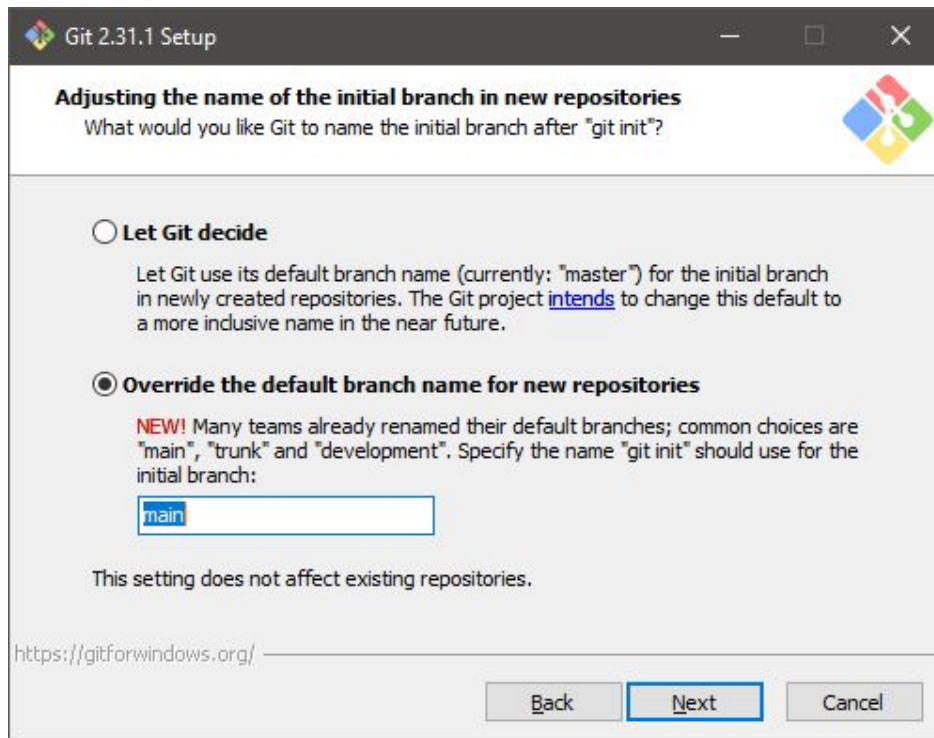 Git 2.31.1 Setup
Adjusting the name of the initial branch in new repositories
What would you like Git to name the initial branch after "git init"?
Let Git decide
Let Git use its default branch name (currently: "master") for the initial branch
in newly created repositories. The Git project intends to change this default to
a more inclusive name in the near future.
Override the default branch name for new repositories
NEW! Many teams already renamed their default branches; common choices are
"main", "trunk" and "development". Specify the name "git init" should use for the
initial branch:
main
This setting does not affect existing repositories.
https://gitforwindows.org/
Back Next Cancel